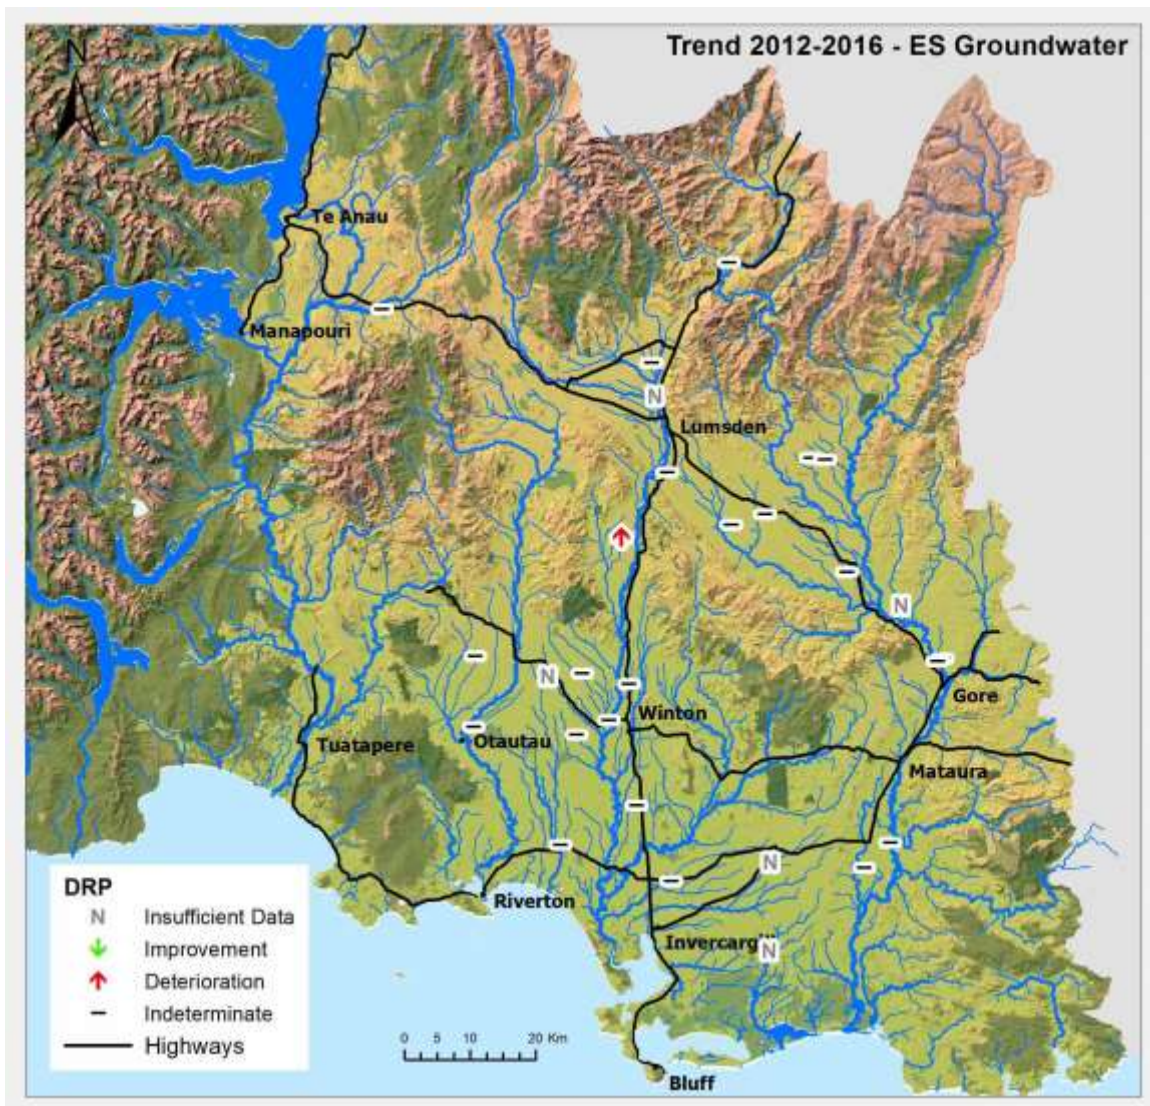 Trend 2012-2016 - ES Groundwater
N
Te Anau
Manapouri
N
Lumsden
N
N
Gore
Winton
Otautau
Tuatapere
Mataura
N
Riverton
Invercargill
N
DRP
N Insufficient Data
Improvement
Deterioration
Indeterminate
Highways
0 5 10 20 Km
Bluff